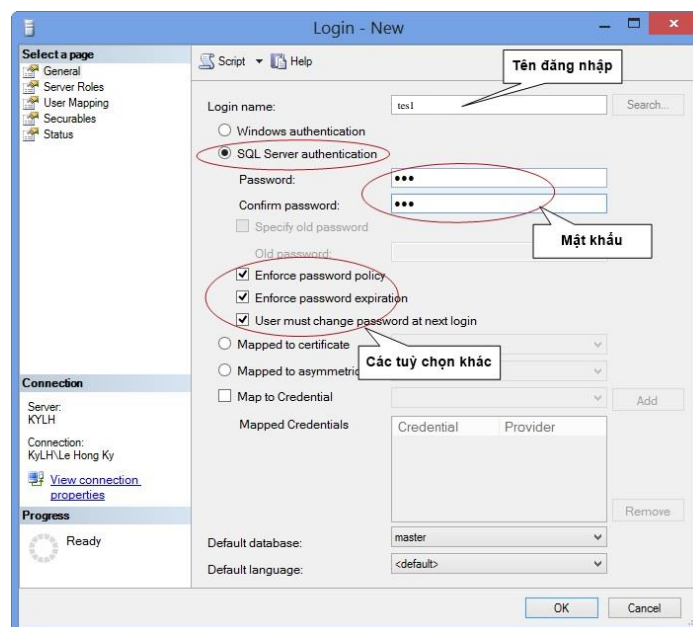 Login - New
Select a page
General
Server Roles
User Mapping
Securables
Status
Script
Help
Tên đăng nhập
Login name:
tes1
Search...
Windows authentication
SQL Server authentication
Password:
Confirm password:
Mật khẩu
Specify old password
Old password:
Enforce password policy
Enforce password expiration
User must change password at next login
Mapped to certificate
Các tuỳ chọn khác
Mapped to asymmetric
Map to Credential
Add
Mapped Credentials
Credential Provider
Remove
Default database:
master
Default language:
<default>
Connection
Server:
KYLH
Connection:
KyLH\Le Hong Ky
View connection
properties
Progress
Ready
OK
Cancel